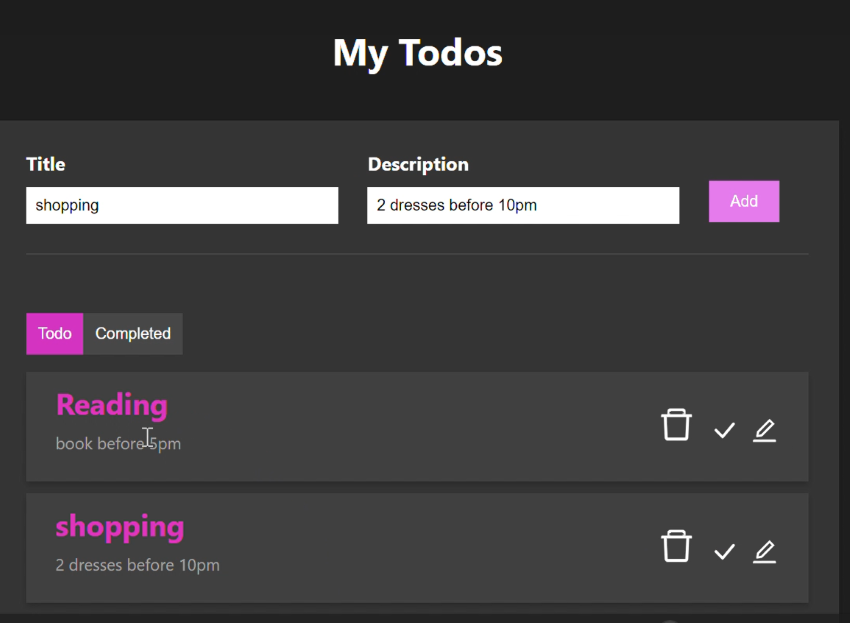 My Todos
Title
Description
shopping
2 dresses before 10pm
Add
Todo
Completed
Reading
book before 5pm
shopping
2 dresses before 10pm